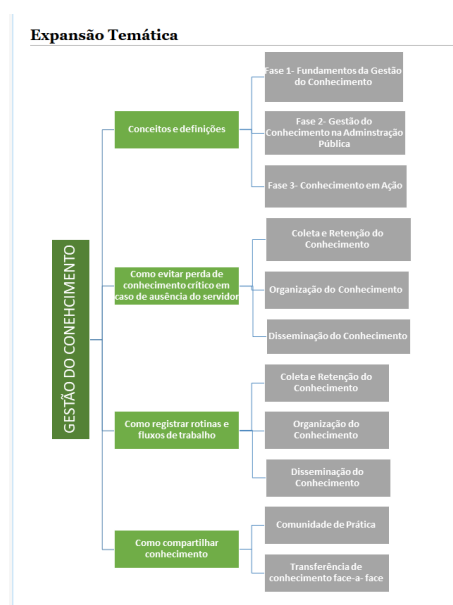 Expansão Temática
GESTÃO DO CONEHCIMENTO
Conceitos e definições
Fase 1- Fundamentos da Gestão
do Conhecimento
Fase 2- Gestão do
Conhecimento na Adminstração
Pública
Fase 3- Conhecimento em Ação
Como evitar perda de
conhecimento crítico em
caso de ausência do servidor
Coleta e Retenção do
Conhecimento
Organização do Conhecimento
Disseminação do Conhecimento
Como registrar rotinas e
fluxos de trabalho
Coleta e Retenção do
Conhecimento
Organização do
Conhecimento
Disseminação do
Conhecimento
Como compartilhar
conhecimento
Comunidade de Prática
Transferência de
conhecimento face-a- face